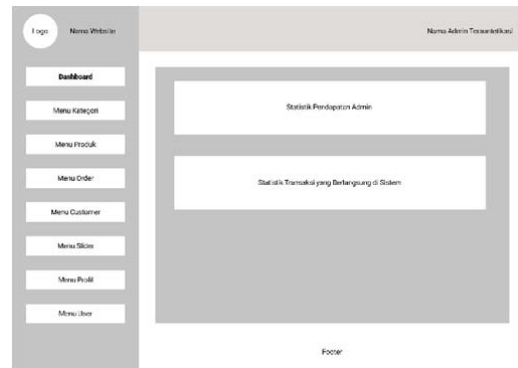 Logo
Nama Website
Nama Admin Terautetikasi
Dashboard
Menu Kategori
Menu Produk
Menu Order
Menu Customer
Menu Slider
Menu Profil
Menu User
Statistik Pendapatan Admin
Statistik Transaksi yang Berlangsung di Sistem
Footer